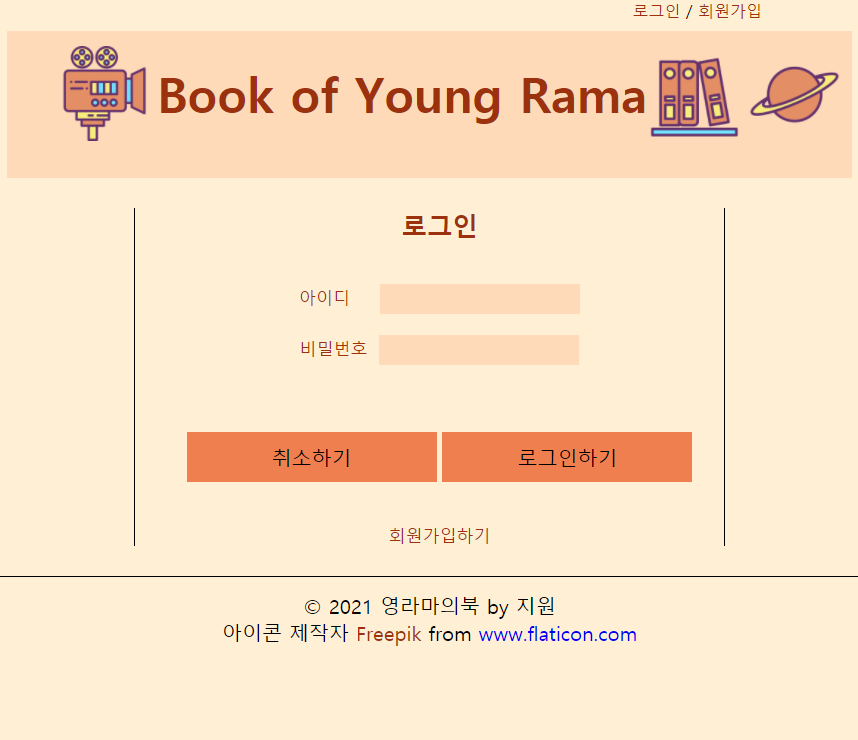 로그인 / 회원가입
Book of Young Rama
로그인
아이디
비밀번호
취소하기 로그인하기
회원가입하기
© 2021 영라마의북 by 지원
아이콘 제작자 Freepik from www.flaticon.com